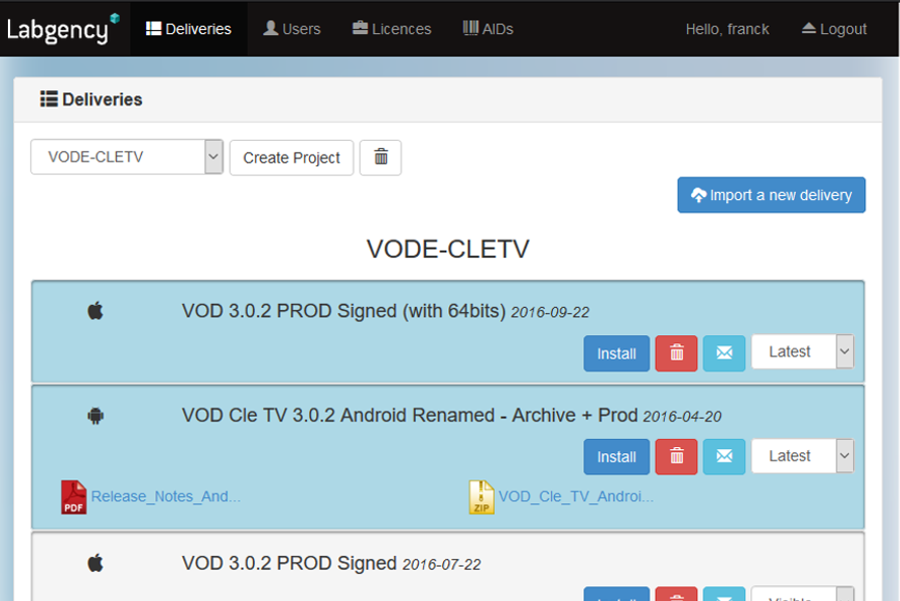 Labgency Deliveries Users Licences AIDs Hello, franck Logout
Deliveries
VODE-CLETV Create Project
Import a new delivery
VODE-CLETV
VOD 3.0.2 PROD Signed (with 64bits) 2016-09-22
Install Latest
VOD Cle TV 3.0.2 Android Renamed - Archive + Prod 2016-04-20
Install Latest
PDF Release_Notes_And... ZIP VOD_Cle_TV_Androi...
VOD 3.0.2 PROD Signed 2016-07-22
Install Visible